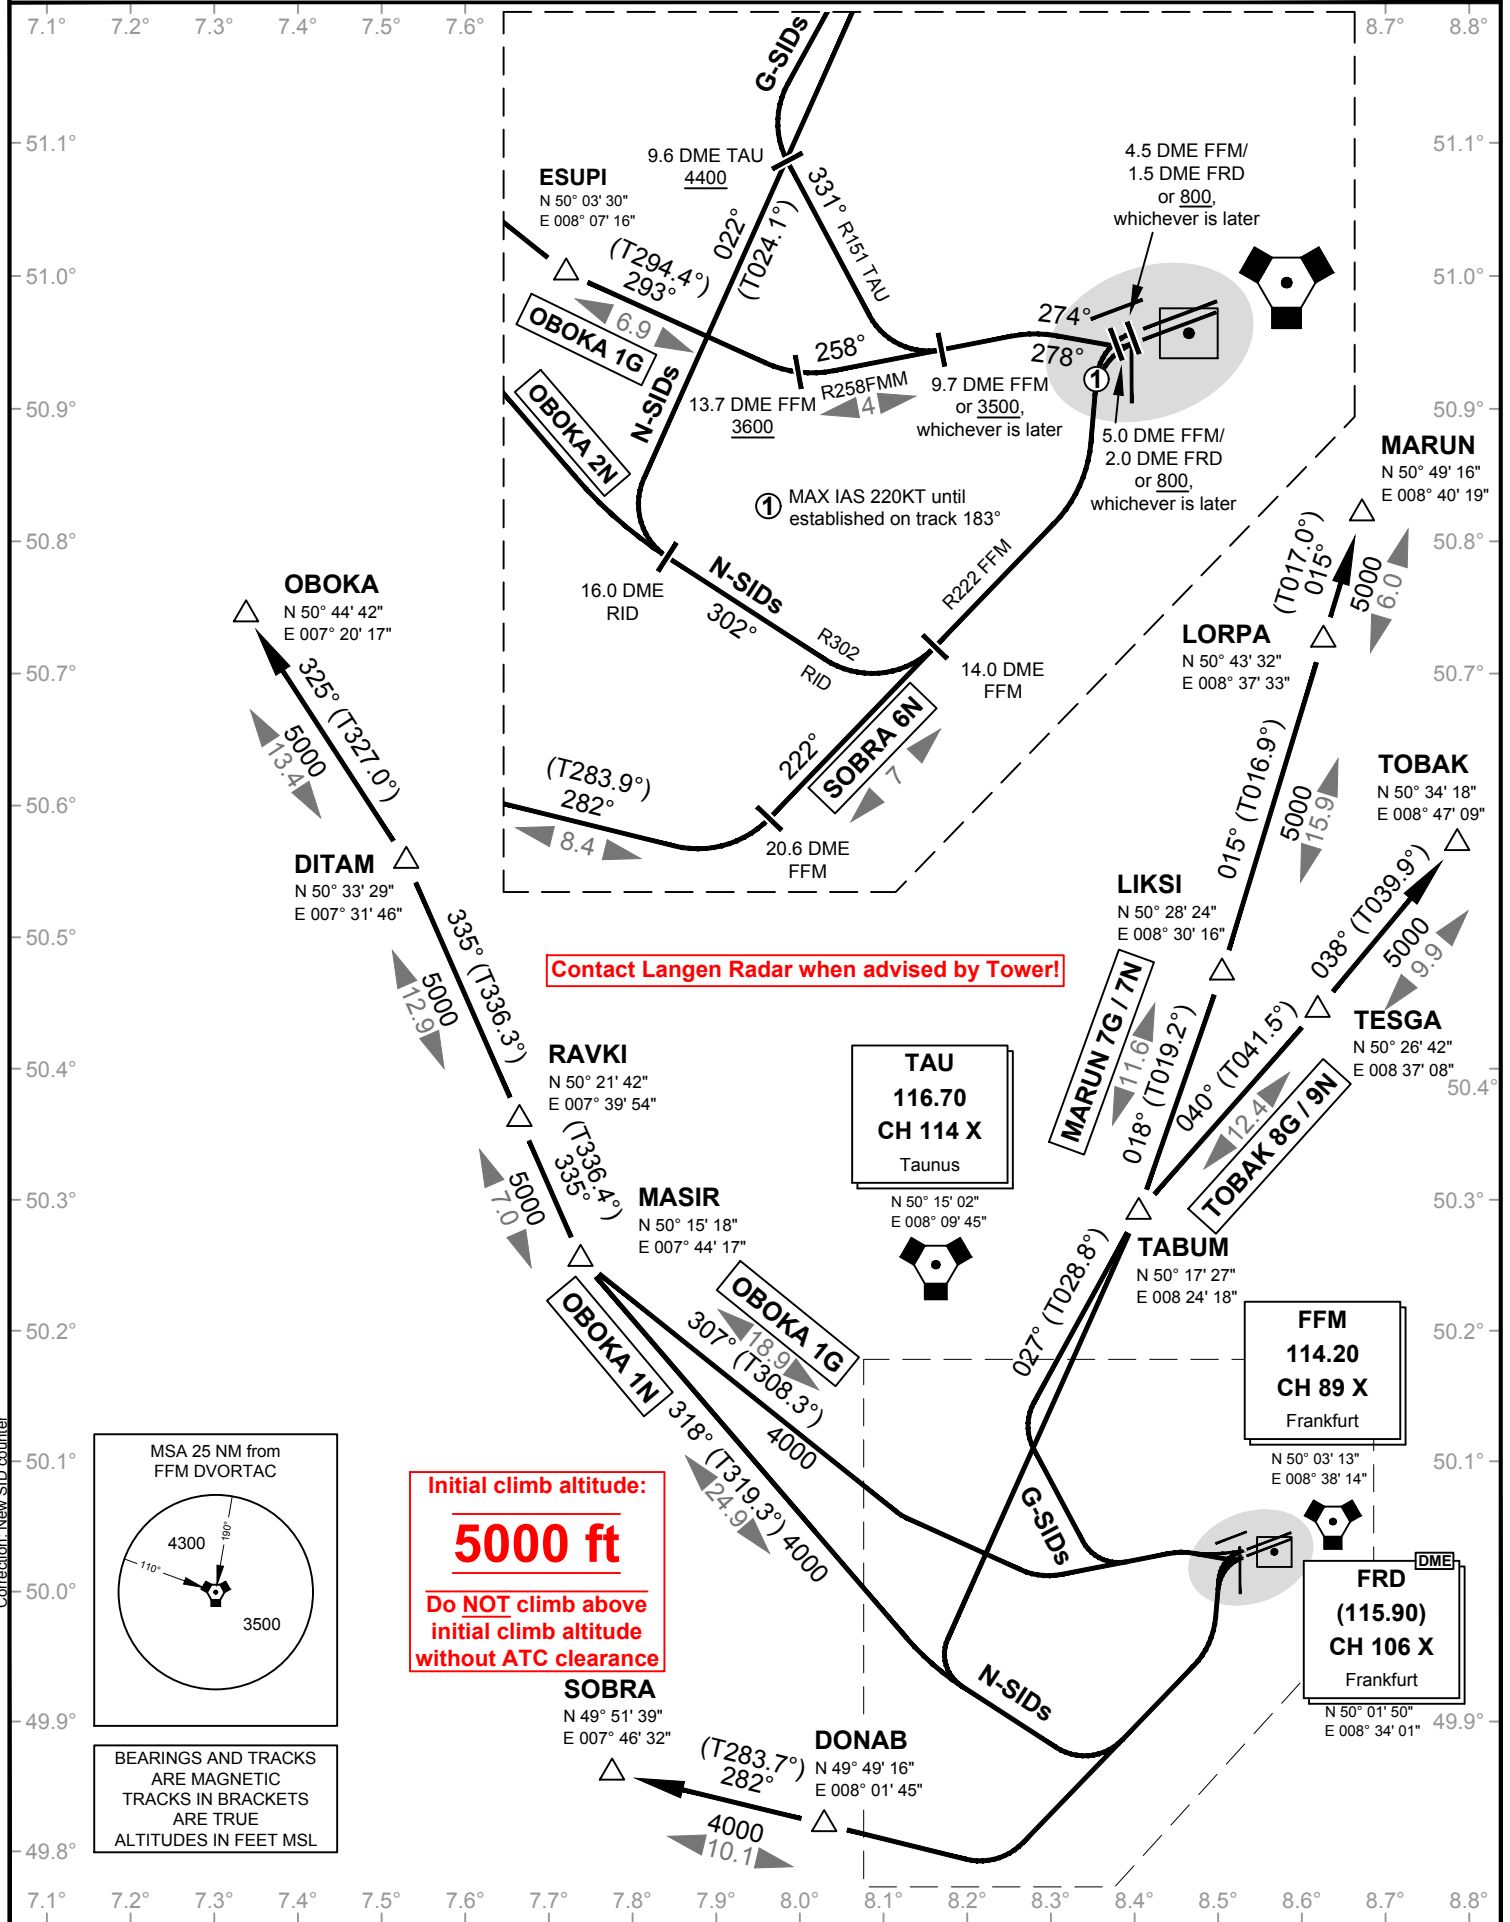 7.1° 7.2° 7.3° 7.4° 7.5° 7.6° 8.7° 8.8°
51.1°
51.0°
50.9°
50.8°
50.7°
50.6°
50.5°
50.4°
50.3°
50.2°
50.1°
50.0°
49.9°
49.8°
51.1°
51.0°
50.9°
50.8°
50.7°
50.6°
50.5°
50.4°
50.3°
50.2°
50.1°
49.9°
G-SIDs
9.6 DME TAU
4400
ESUPI
N 50° 03' 30"
E 008° 07' 16"
(T294.4°)
293°
6.9
OBOKA 1G
022°
(T024.1°)
331° R151 TAU
4.5 DME FFM/
1.5 DME FRD
or 800,
whichever is later
274°
278°
1
258°
R258FMM
4
13.7 DME FFM
3600
9.7 DME FFM
or 3500,
whichever is later
5.0 DME FFM/
2.0 DME FRD
or 800,
whichever is later
N-SIDs
OBOKA 2N
1 MAX IAS 220KT until
established on track 183°
16.0 DME
RID
N-SIDs
302°
R302
RID
R222 FFM
14.0 DME
FFM
222°
SOBRA 6N
7
(T283.9°)
282°
8.4
20.6 DME
FFM
MARUN
N 50° 49' 16"
E 008° 40' 19"
(T017.0°)
015°
5000
6.0
LORPA
N 50° 43' 32"
E 008° 37' 33"
015° (T016.9°)
5000
15.9
TOBAK
N 50° 34' 18"
E 008° 47' 09"
038° (T039.9°)
5000
9.9
LIKSI
N 50° 28' 24"
E 008° 30' 16"
TESGA
N 50° 26' 42"
E 008 37' 08"
MARUN 7G / 7N
11.6
018° (T019.2°)
040° (T041.5°)
12.4
TOBAK 8G / 9N
TABUM
N 50° 17' 27"
E 008 24' 18"
027° (T028.8°)
OBOKA
N 50° 44' 42"
E 007° 20' 17"
325° (T327.0°)
5000
13.4
DITAM
N 50° 33' 29"
E 007° 31' 46"
335° (T336.3°)
5000
12.9
Contact Langen Radar when advised by Tower!
RAVKI
N 50° 21' 42"
E 007° 39' 54"
(T336.4°)
335°
5000
7.0
MASIR
N 50° 15' 18"
E 007° 44' 17"
TAU
116.70
CH 114 X
Taunus
N 50° 15' 02"
E 008° 09' 45"
OBOKA 1G
18.9
307° (T308.3°)
4000
OBOKA 1N
318° (T319.3°) 4000
24.9
FFM
114.20
CH 89 X
Frankfurt
N 50° 03' 13"
E 008° 38' 14"
G-SIDs
N-SIDs
DME
FRD
(115.90)
CH 106 X
Frankfurt
N 50° 01' 50"
E 008° 34' 01"
Initial climb altitude:
5000 ft
Do NOT climb above
initial climb altitude
without ATC clearance
SOBRA
N 49° 51' 39"
E 007° 46' 32"
DONAB
N 49° 49' 16"
E 008° 01' 45"
(T283.7°)
282°
4000
10.1
MSA 25 NM from
FFM DVORTAC
4300
190°
110°
3500
BEARINGS AND TRACKS
ARE MAGNETIC
TRACKS IN BRACKETS
ARE TRUE
ALTITUDES IN FEET MSL
Correction: New SID counter
7.1° 7.2° 7.3° 7.4° 7.5° 7.6° 7.7° 7.8° 7.9° 8.0° 8.1° 8.2° 8.3° 8.4° 8.5° 8.6° 8.7° 8.8°